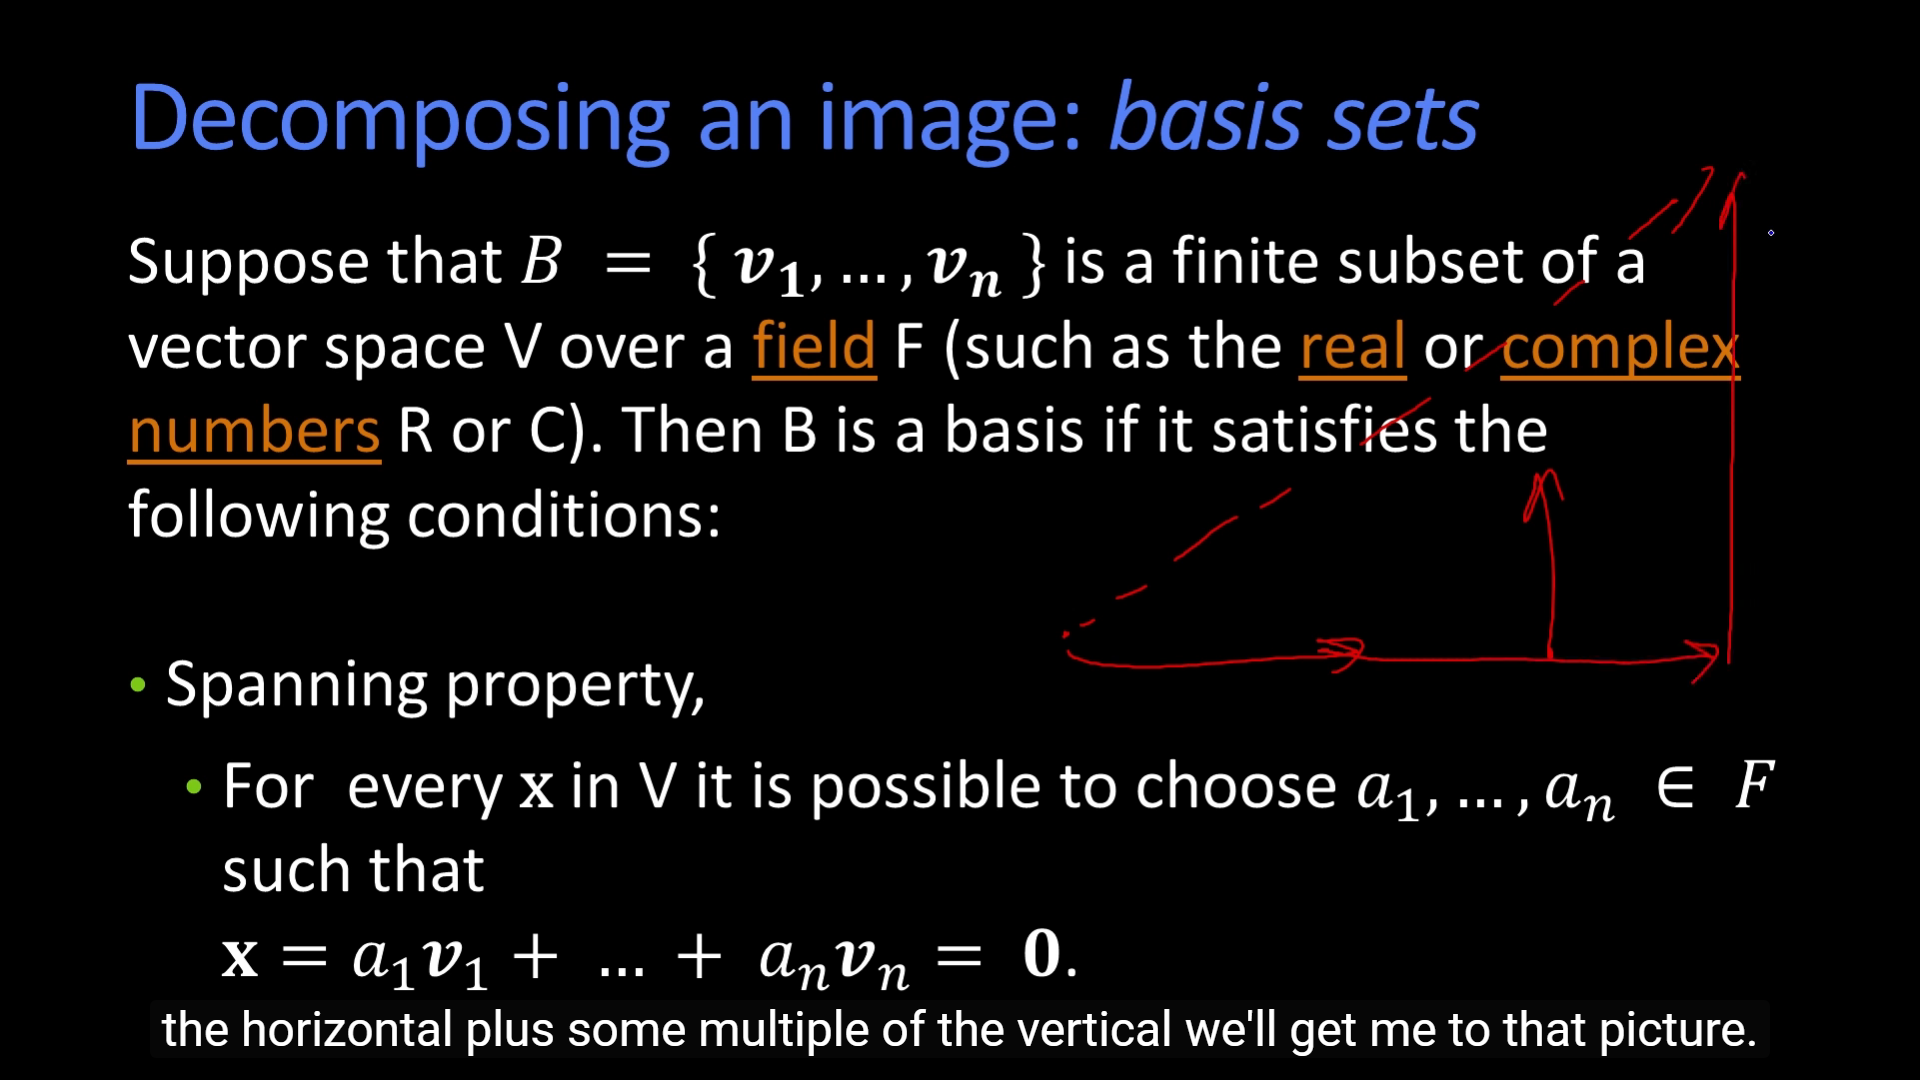 Decomposing an image: basis sets
Suppose that B = { v₁, … , vₙ } is a finite subset of a
vector space V over a field F (such as the real or complex
numbers R or C). Then B is a basis if it satisfies the
following conditions:
• Spanning property,
• For every x in V it is possible to choose a₁, … , aₙ ∈ F
such that
x = a₁v₁ + … + aₙvₙ = 0.
the horizontal plus some multiple of the vertical we'll get me to that picture.